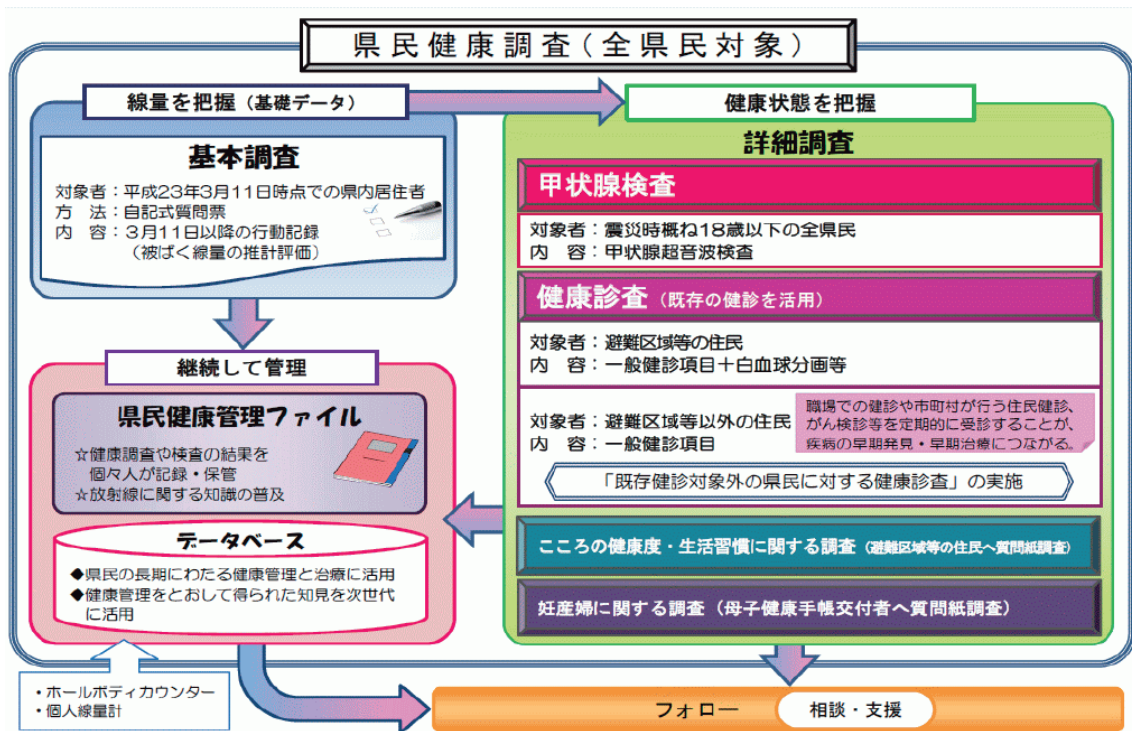 県民健康調査(全県民対象)
線量を把握(基礎データ)
基本調査
対象者:平成23年3月11日時点での県内居住者
方 法:自記式質問票
内 容:3月11日以降の行動記録
(被ばく線量の推計評価)
健康状態を把握
詳細調査
甲状腺検査
対象者:震災時概ね18歳以下の全県民
内 容:甲状腺超音波検査
健康診査(既存の健診を活用)
対象者:避難区域等の住民
内 容:一般健診項目+白血球分画等
対象者:避難区域等以外の住民
内 容:一般健診項目
職場での健診や市町村が行う住民健診、
がん検診等を定期的に受診することが、
疾病の早期発見・早期治療につながる。
「既存健診対象外の県民に対する健康診査」の実施
こころの健康度・生活習慣に関する調査(避難区域等の住民へ質問紙調査)
妊産婦に関する調査(母子健康手帳交付者へ質問紙調査)
継続して管理
県民健康管理ファイル
☆健康調査や検査の結果を
個々人が記録・保管
☆放射線に関する知識の普及
データベース
◆県民の長期にわたる健康管理と治療に活用
◆健康管理をとおして得られた知見を次世代
に活用
・ホールボディカウンター
・個人線量計
フォロー
相談・支援